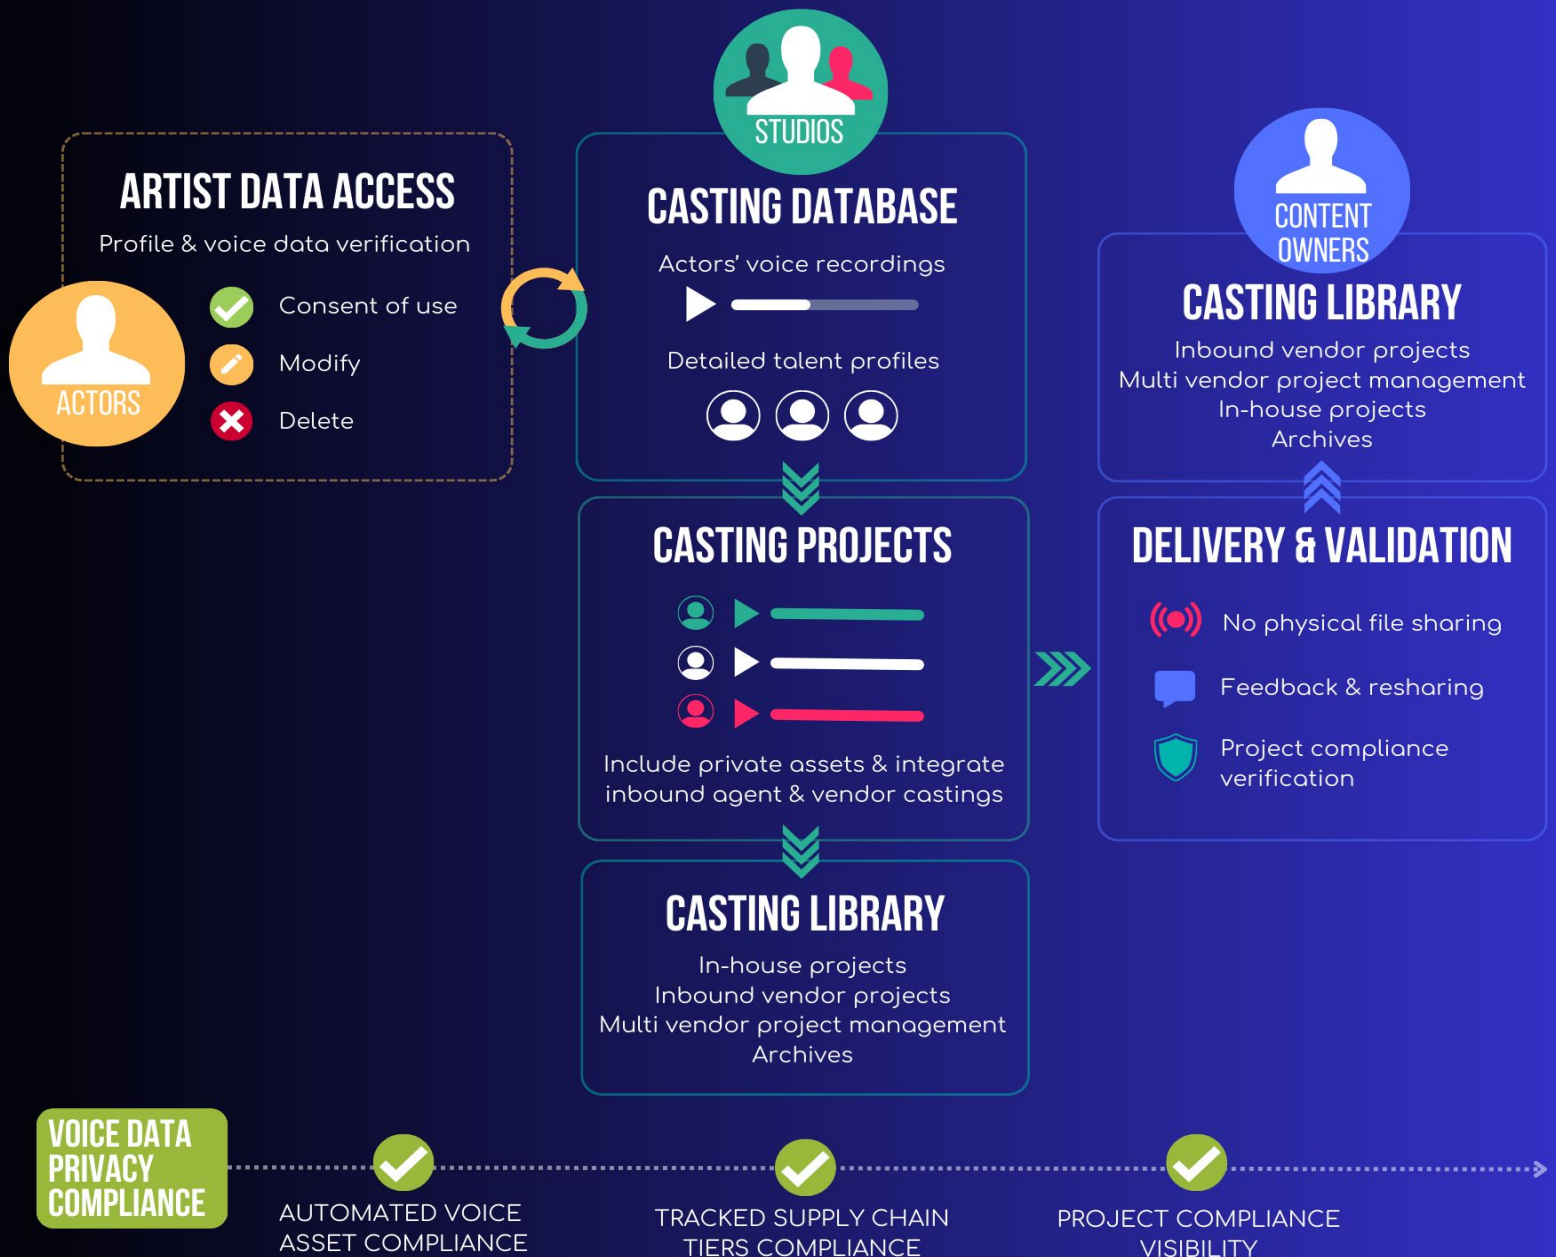 ARTIST DATA ACCESS
Profile & voice data verification
ACTORS
Consent of use
Modify
Delete
STUDIOS
CASTING DATABASE
Actors' voice recordings
Detailed talent profiles
CASTING PROJECTS
Include private assets & integrate
inbound agent & vendor castings
CASTING LIBRARY
In-house projects
Inbound vendor projects
Multi vendor project management
Archives
CONTENT
OWNERS
CASTING LIBRARY
Inbound vendor projects
Multi vendor project management
In-house projects
Archives
DELIVERY & VALIDATION
No physical file sharing
Feedback & resharing
Project compliance
verification
VOICE DATA
PRIVACY
COMPLIANCE
AUTOMATED VOICE
ASSET COMPLIANCE
TRACKED SUPPLY CHAIN
TIERS COMPLIANCE
PROJECT COMPLIANCE
VISIBILITY